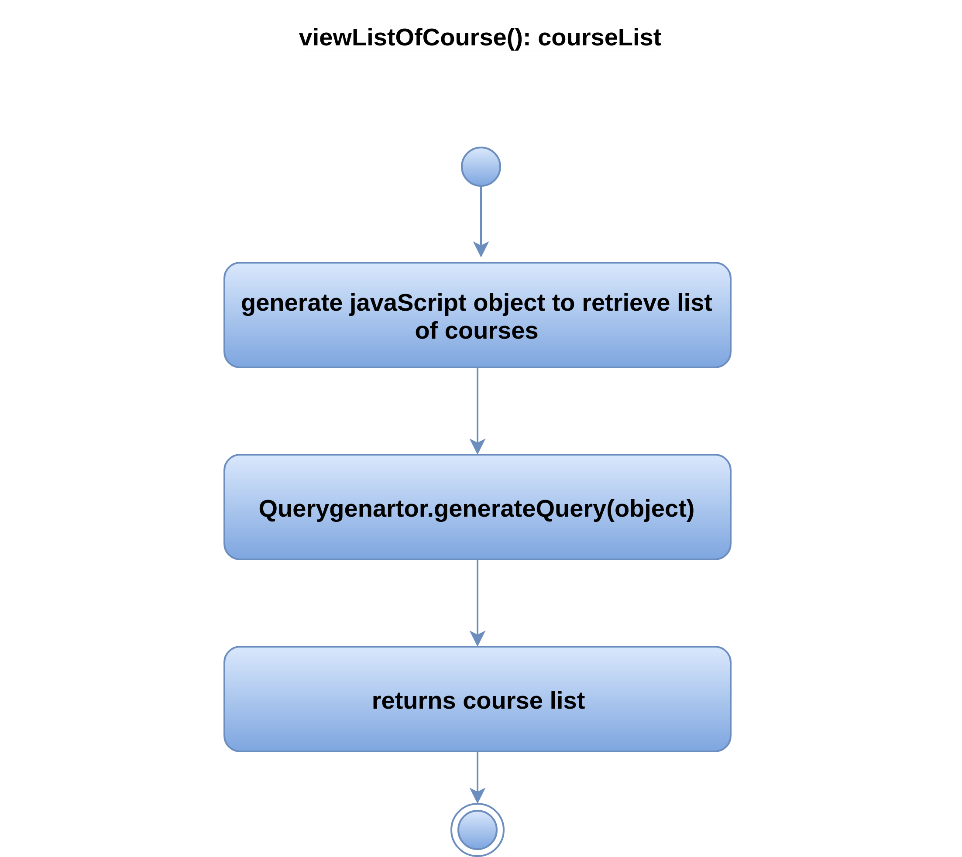 viewListOfCourse(): courseList
generate javaScript object to retrieve list
of courses
Querygenartor.generateQuery(object)
returns course list